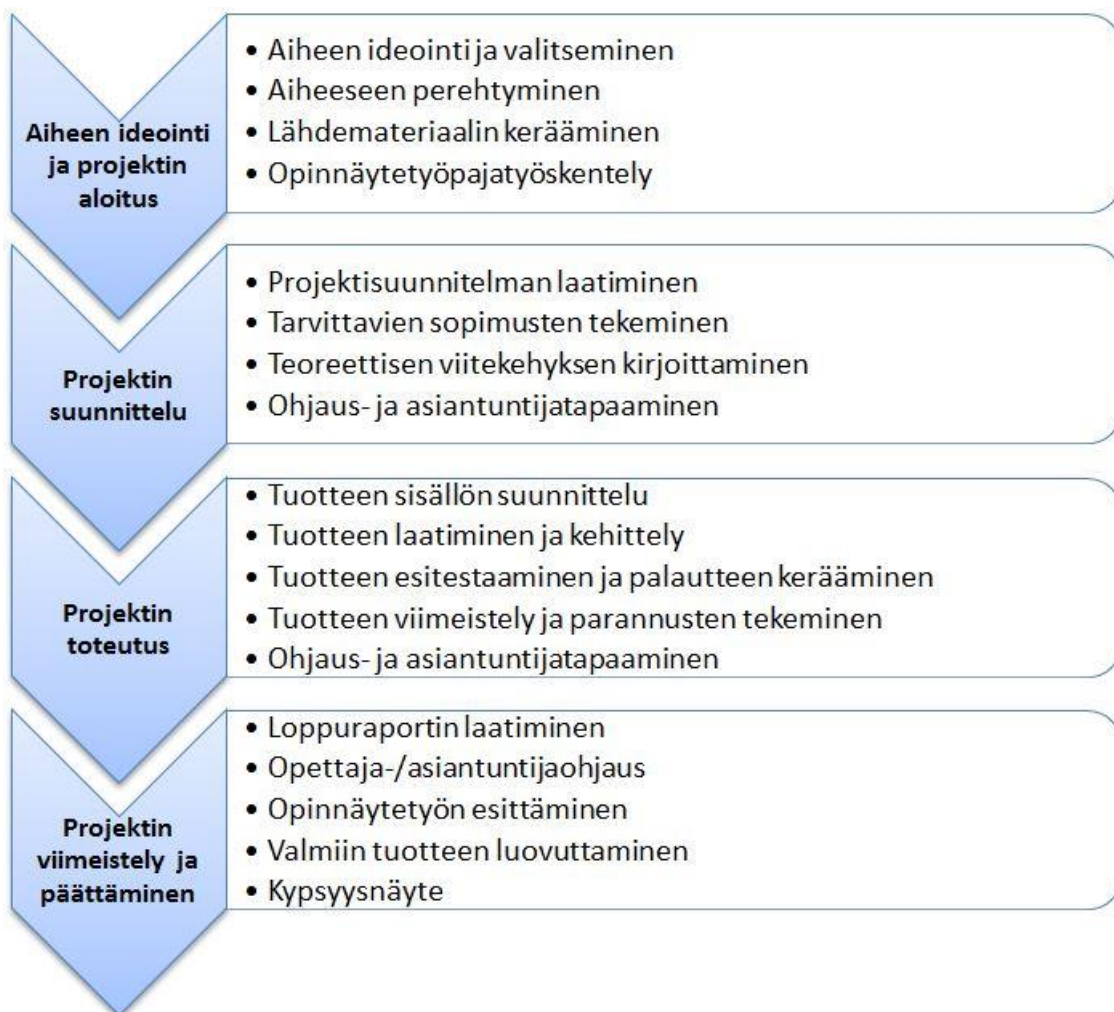 Aiheen ideointi
ja projektin
aloitus
• Aiheen ideointi ja valitseminen
• Aiheeseen perehtyminen
• Lähdemateriaalin kerääminen
• Opinnäytetyöpajatyöskentely
Projektin
suunnittelu
• Projektisuunnitelman laatiminen
• Tarvittavien sopimusten tekeminen
• Teoreettisen viitekehyksen kirjoittaminen
• Ohjaus- ja asiantuntijatapaaminen
Projektin
toteutus
• Tuotteen sisällön suunnittelu
• Tuotteen laatiminen ja kehittely
• Tuotteen esitestaaminen ja palautteen kerääminen
• Tuotteen viimeistely ja parannusten tekeminen
• Ohjaus- ja asiantuntijatapaaminen
Projektin
viimeistely ja
päättäminen
• Loppuraportin laatiminen
• Opettaja-/asiantuntijaohjaus
• Opinnäytetyön esittäminen
• Valmiin tuotteen luovuttaminen
• Kypsyysnäyte